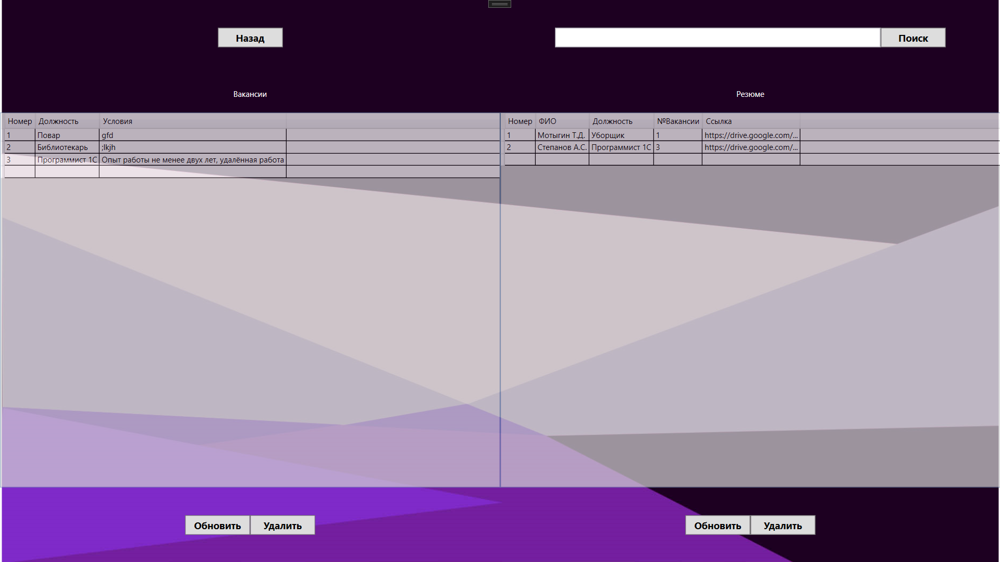 Назад
Поиск
Вакансии
Резюме
Номер Должность Условия
1 Повар gfd
2 Библиотекарь ;lkjh
3 Программист 1С Опыт работы не менее двух лет, удалённая работа
Номер ФИО Должность №Вакансии Ссылка
1 Мотыгин Т.Д. Уборщик 1 https://drive.google.com/...
2 Степанов А.С. Программист 1С 3 https://drive.google.com/...
Обновить Удалить
Обновить Удалить